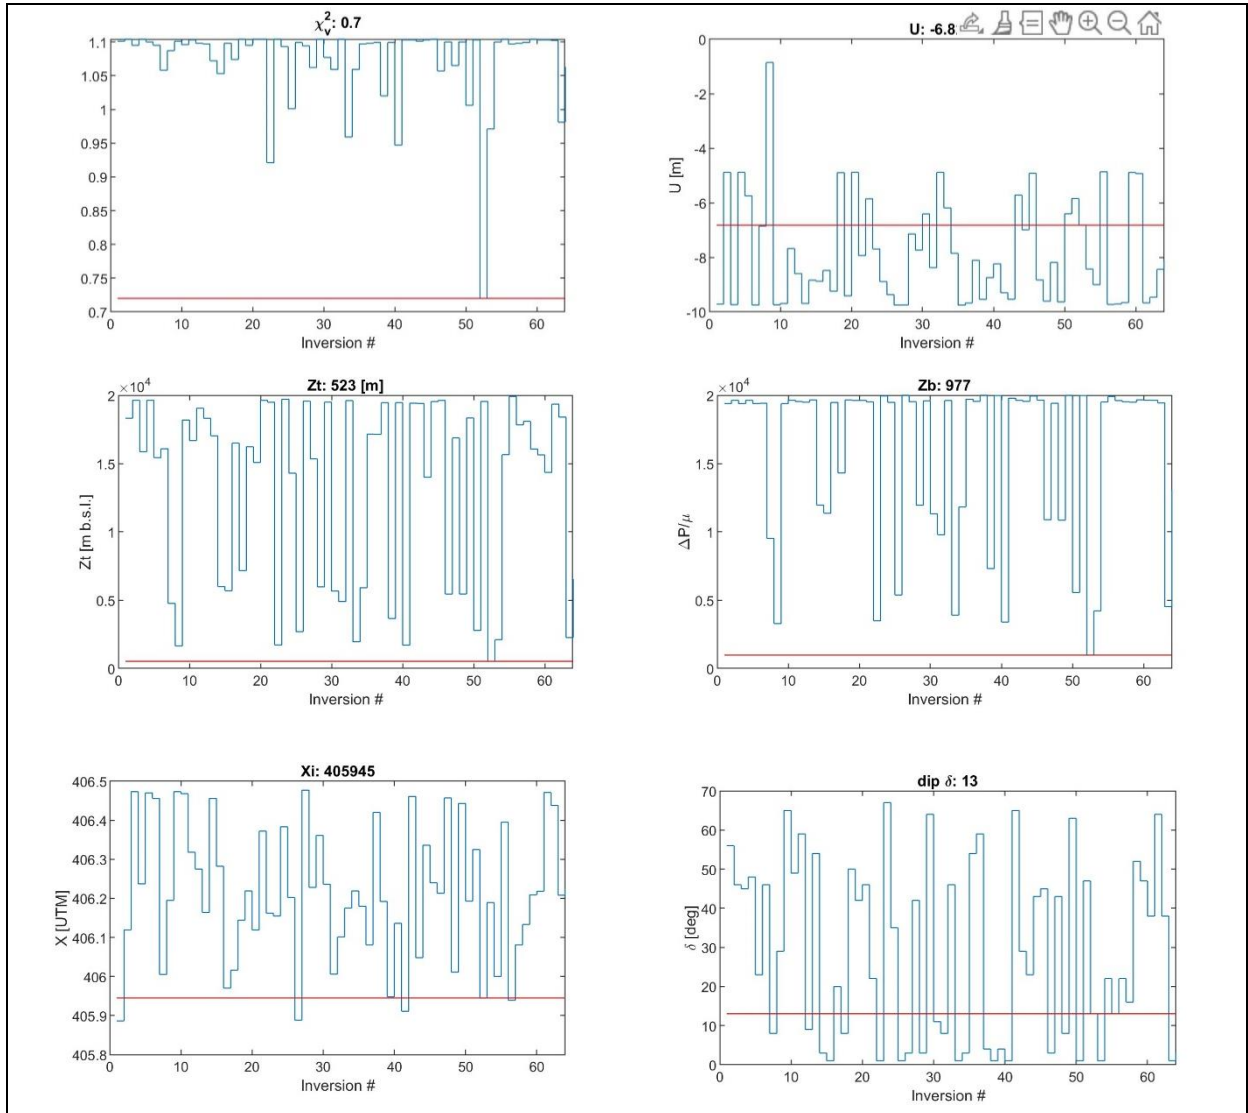 χv2: 0.7
1.1
1.05
1
0.95
0.9
0.85
0.8
0.75
0.7
0 10 20 30 40 50 60
Inversion #
U: -6.8
0
-2
-4
-6
-8
-10
U [m]
0 10 20 30 40 50 60
Inversion #
Zt: 523 [m]
×10^4
2
1.5
1
0.5
0
Zt [m b.s.l.]
0 10 20 30 40 50 60
Inversion #
Zb: 977
×10^4
2
1.5
1
0.5
0
ΔP/μ
0 10 20 30 40 50 60
Inversion #
Xi: 405945
406.5
406.4
406.3
406.2
406.1
406
405.9
405.8
X [UTM]
0 10 20 30 40 50 60
Inversion #
dip δ: 13
70
60
50
40
30
20
10
0
δ [deg]
0 10 20 30 40 50 60
Inversion #